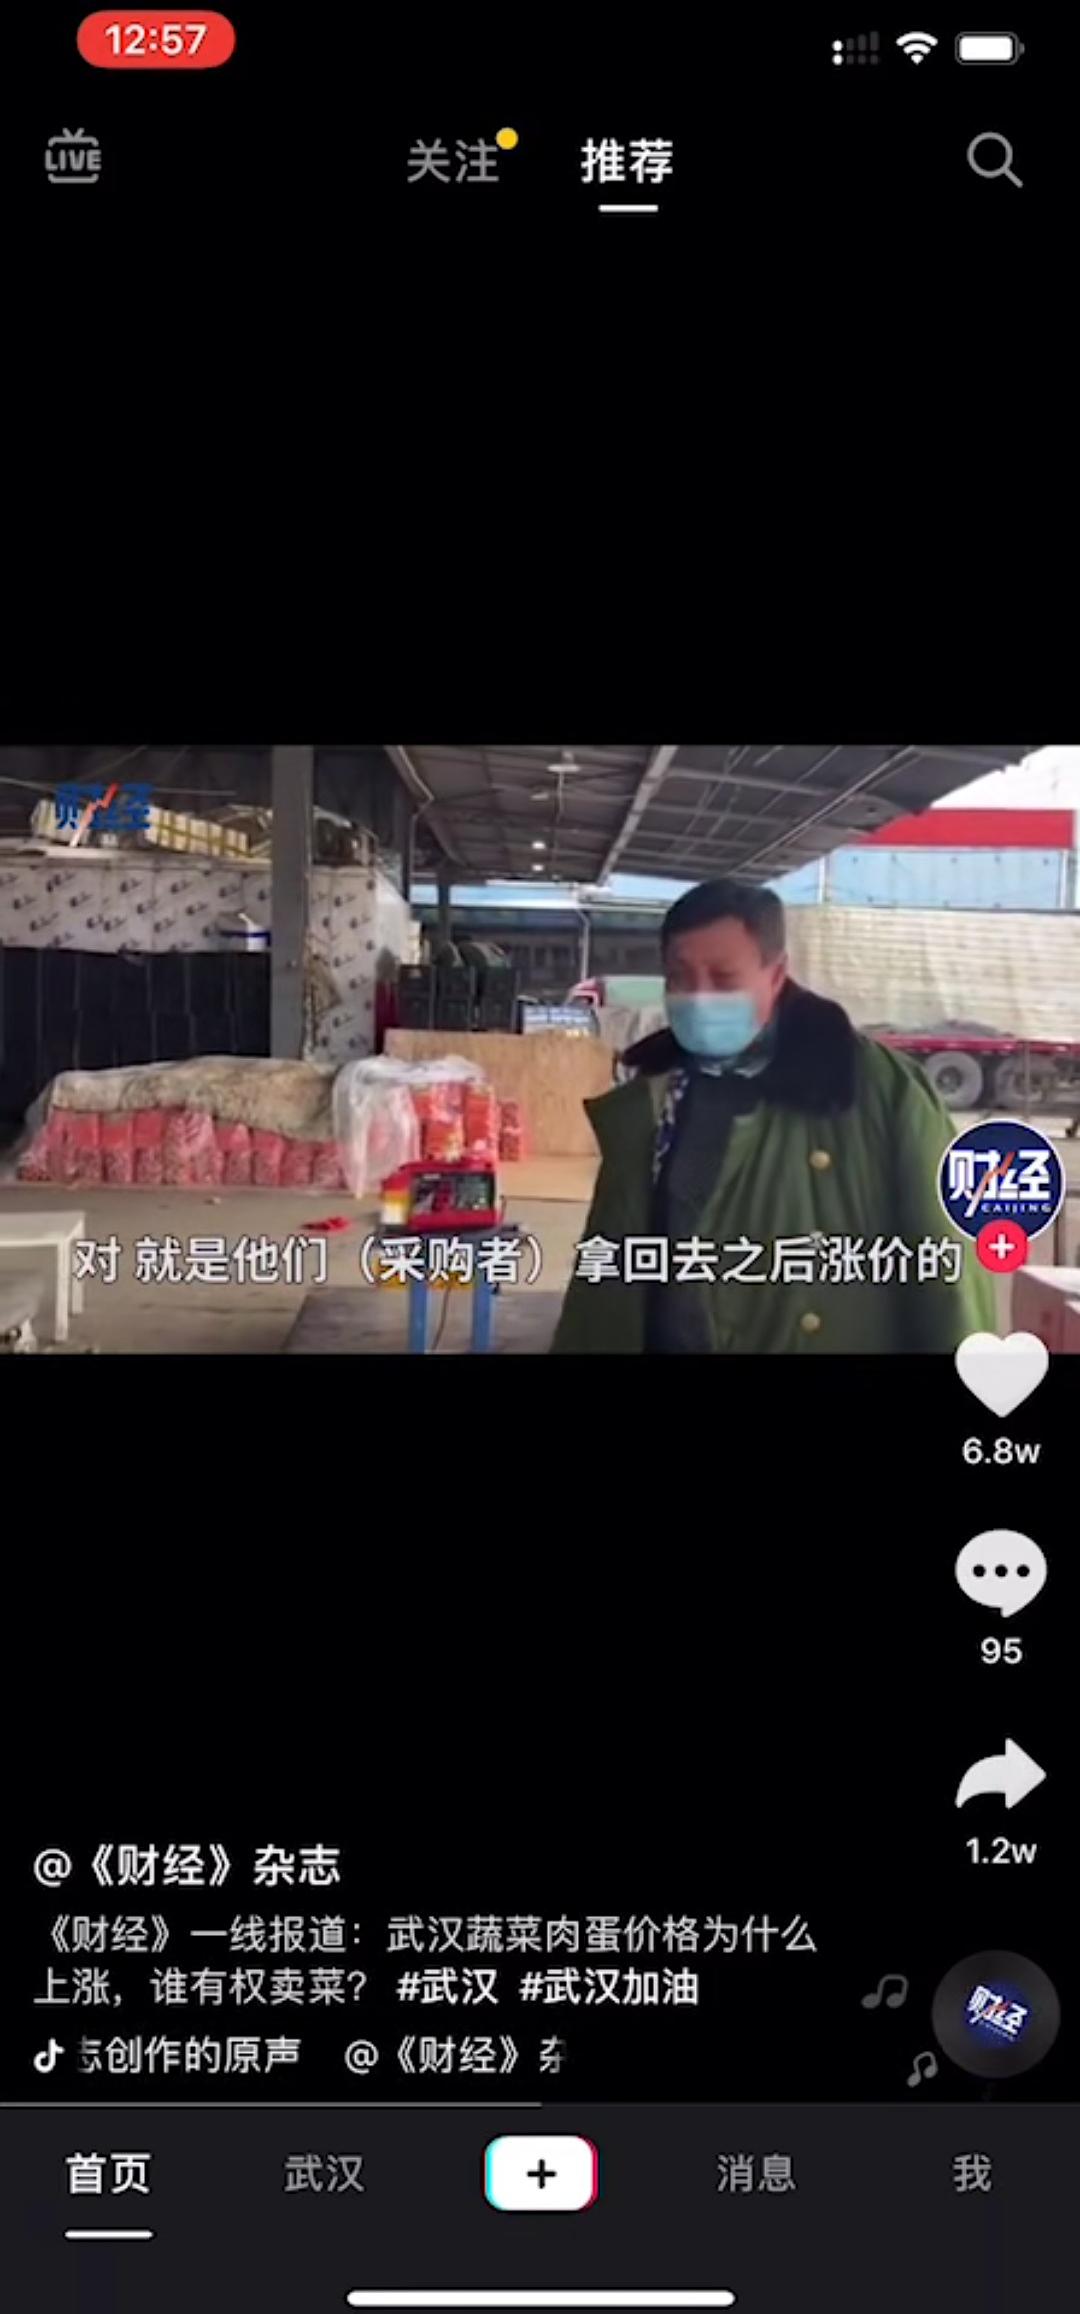 12:57
LIVE
关注
推荐
财经
财经
CAIJING
对 就是他们（采购者）拿回去之后涨价的
6.8w
95
1.2w
@《财经》杂志
《财经》一线报道：武汉蔬菜肉蛋价格为什么
上涨，谁有权卖菜？ #武汉 #武汉加油
财经
志创作的原声 @《财经》杂
首页
武汉
消息
我